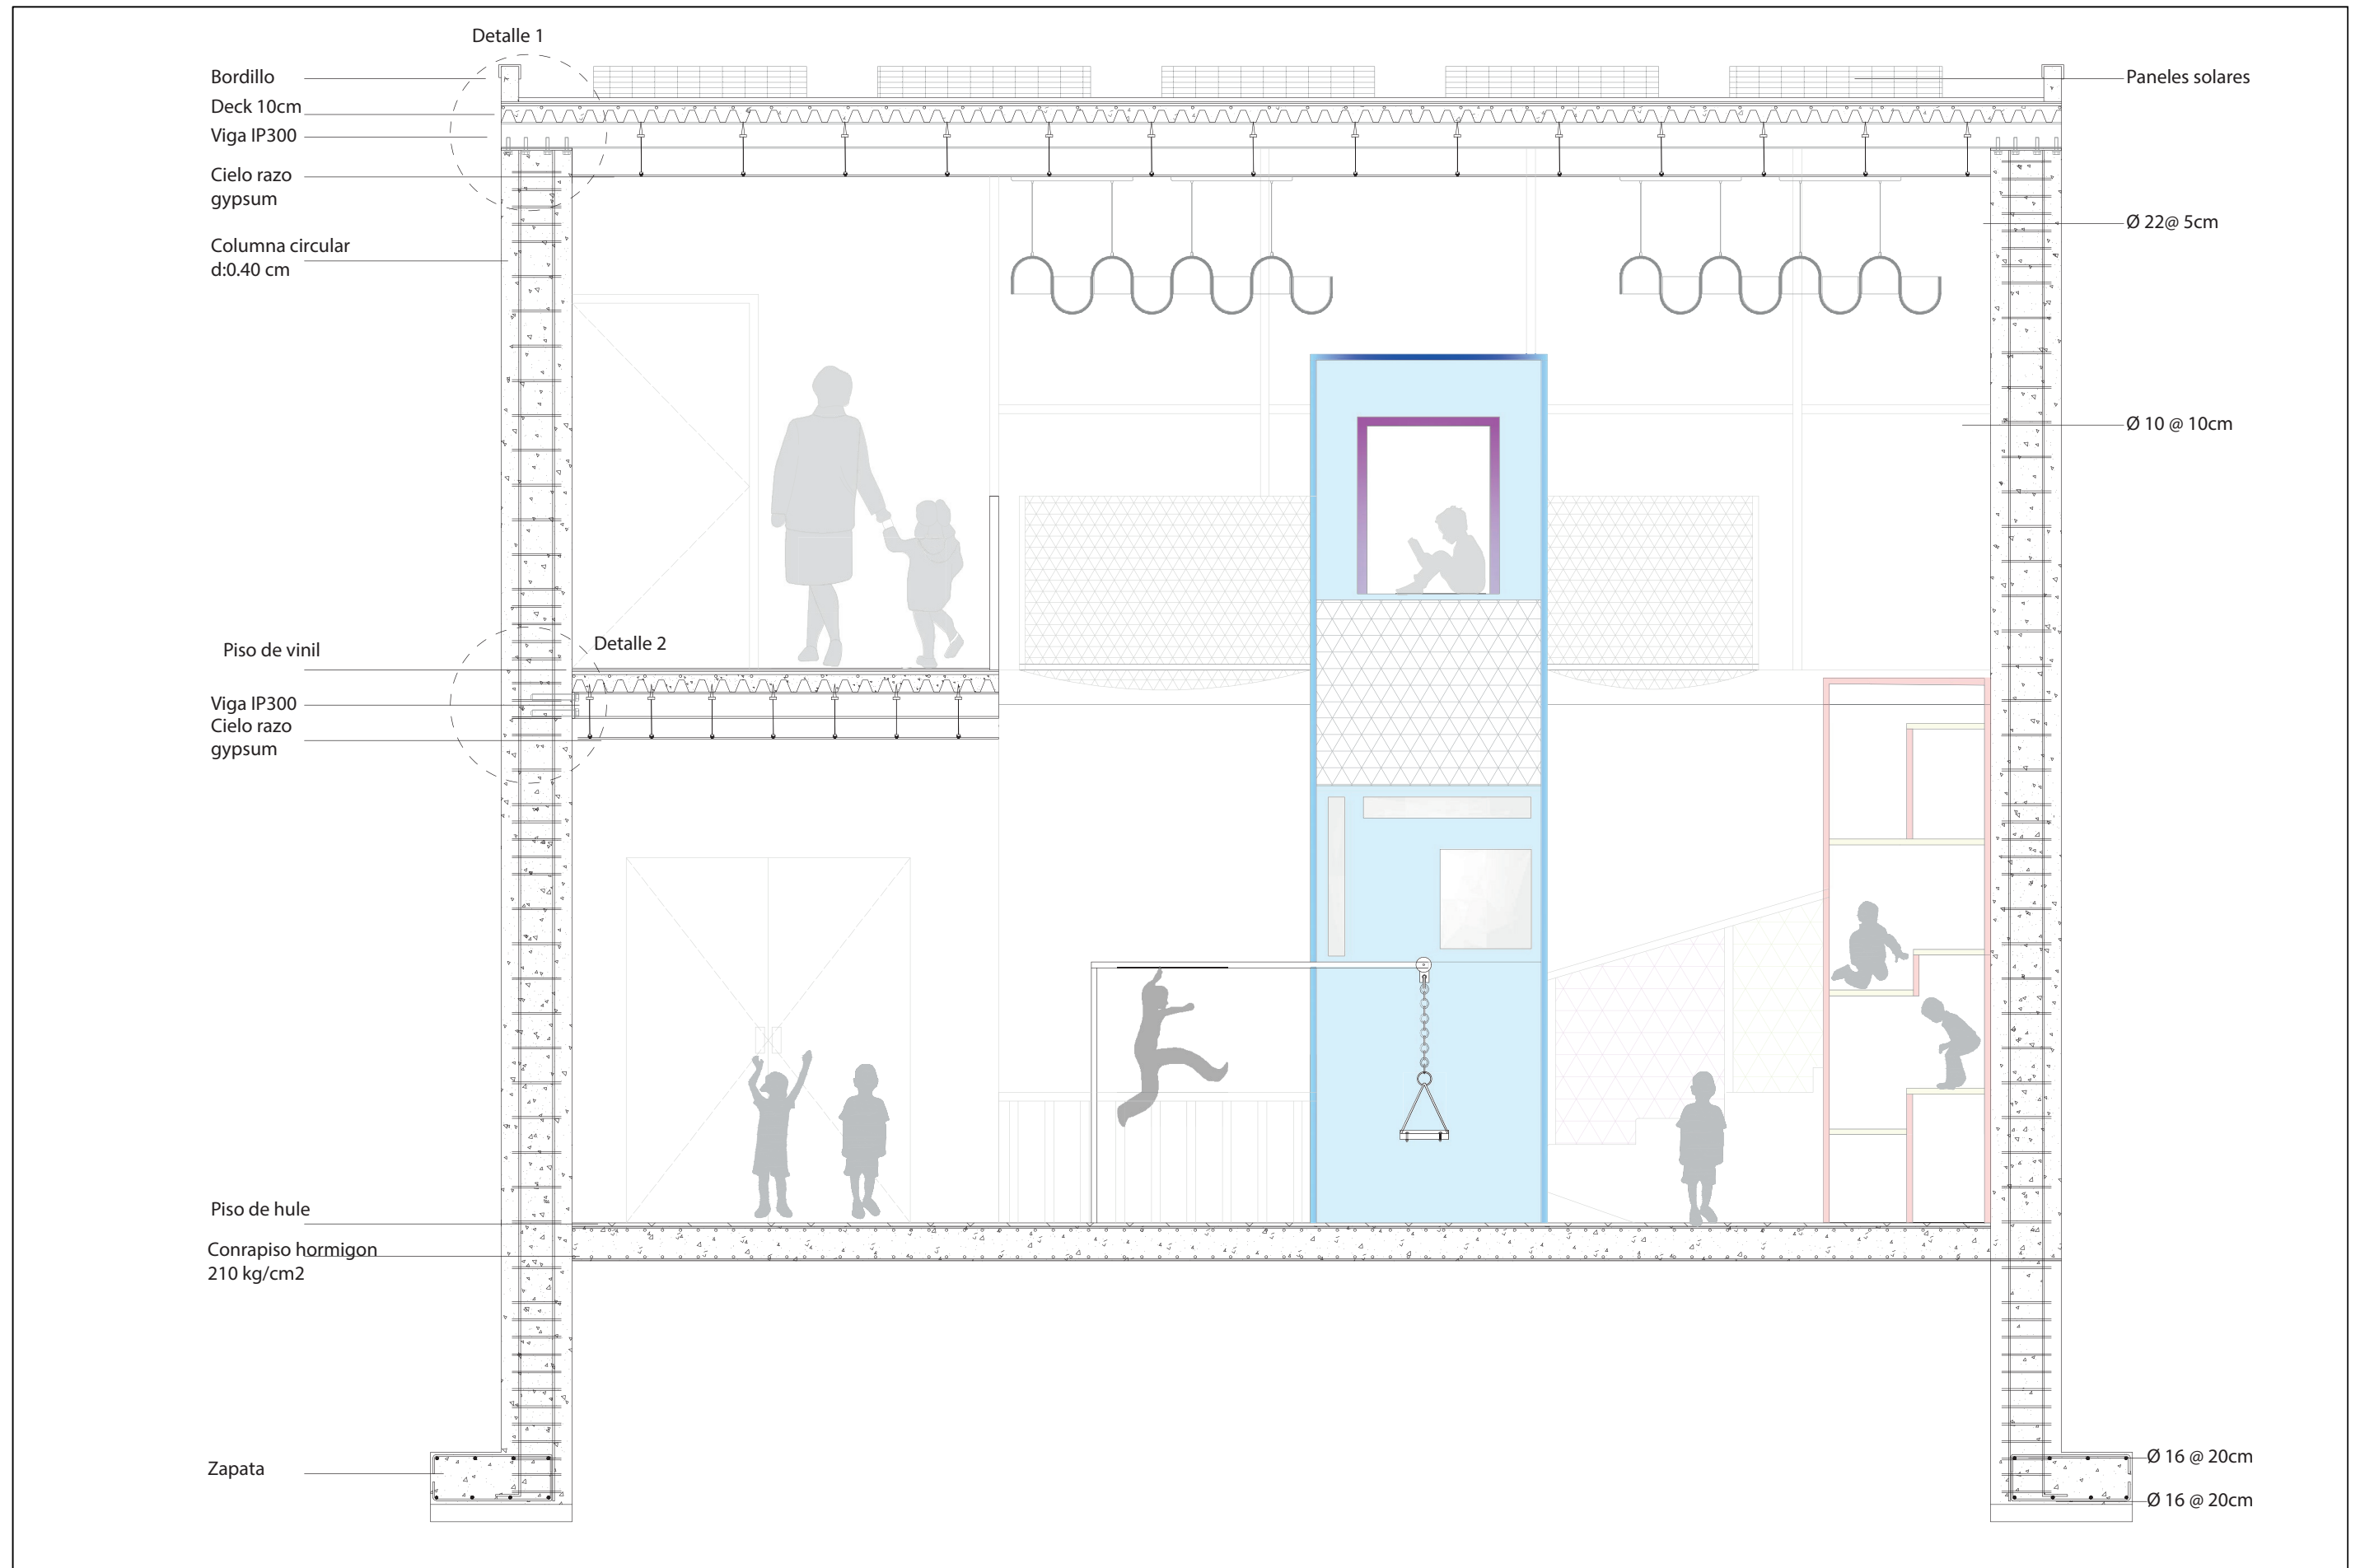 Detalle 1
Bordillo
Deck 10cm
Viga IP300
Cielo razo
gypsum
Columna circular
d:0.40 cm
Detalle 2
Piso de vinil
Viga IP300
Cielo razo
gypsum
Piso de hule
Conrapiso hormigon
210 kg/cm2
Zapata
Paneles solares
Ø 22@ 5cm
Ø 10 @ 10cm
Ø 16 @ 20cm
Ø 16 @ 20cm